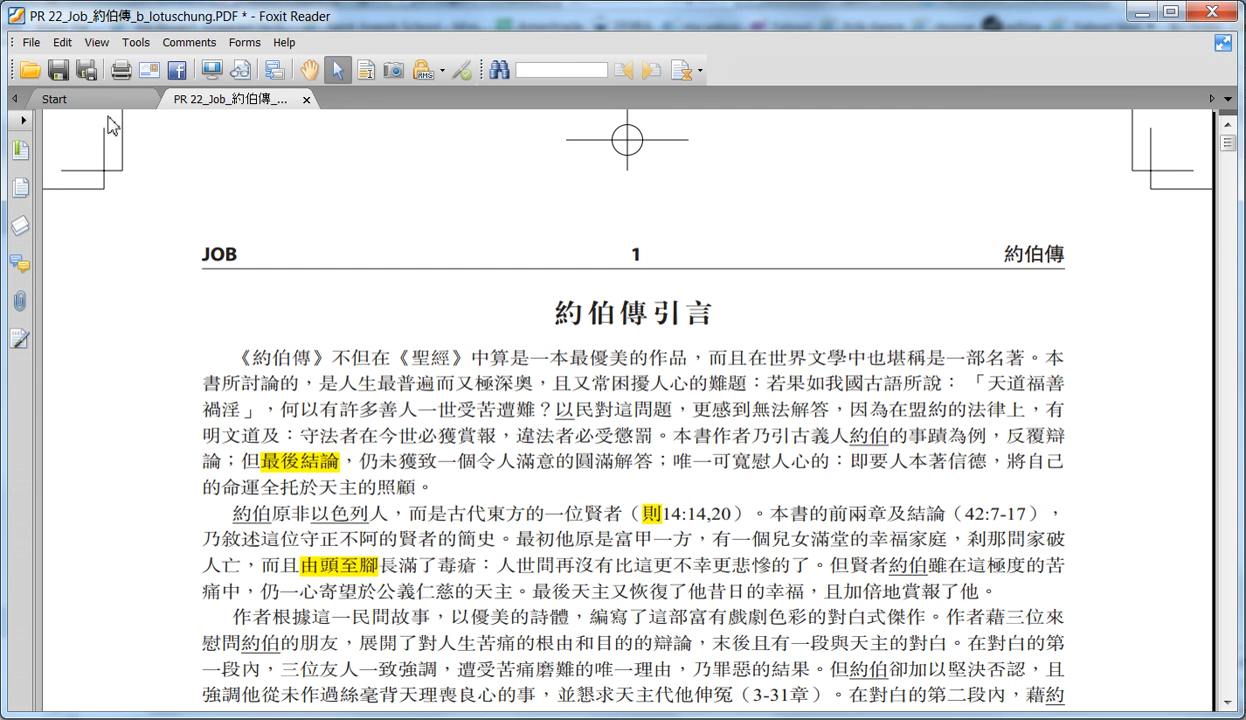 PR 22_Job_約伯傳_b_lotuschung.PDF * - Foxit Reader
File Edit View Tools Comments Forms Help
RMS
Start PR 22_Job_約伯傳_...
JOB 1 約伯傳
約伯傳引言
《約伯傳》不但在《聖經》中算是一本最優美的作品，而且在世界文學中也堪稱是一部名著。本
書所討論的，是人生最普遍而又極深奧，且又常困擾人心的難題：若果如我國古語所說：「天道福善
禍淫」，何以有許多善人一世受苦遭難？以民對這問題，更感到無法解答，因為在盟約的法律上，有
明文道及：守法者在今世必獲賞報，違法者必受懲罰。本書作者乃引古義人約伯的事蹟為例，反覆辯
論；但最後結論，仍未獲致一個令人滿意的圓滿解答；唯一可寬慰人心的：即要人本著信德，將自己
的命運全托於天主的照顧。
約伯原非以色列人，而是古代東方的一位賢者（則14:14,20）。本書的前兩章及結論（42:7-17），
乃敘述這位守正不阿的賢者的簡史。最初他原是富甲一方，有一個兒女滿堂的幸福家庭，剎那間家破
人亡，而且由頭至腳長滿了毒瘡：人世間再沒有比這更不幸更悲慘的了。但賢者約伯雖在這極度的苦
痛中，仍一心寄望於公義仁慈的天主。最後天主又恢復了他昔日的幸福，且加倍地賞報了他。
作者根據這一民間故事，以優美的詩體，編寫了這部富有戲劇色彩的對白式傑作。作者藉三位來
慰問約伯的朋友，展開了對人生苦痛的根由和目的的辯論，末後且有一段與天主的對白。在對白的第
一段內，三位友人一致強調，遭受苦痛磨難的唯一理由，乃罪惡的結果。但約伯卻加以堅決否認，且
強調他從未作過絲毫背天理喪良心的事，並懇求天主代他伸冤（3-31章）。在對白的第二段內，藉約